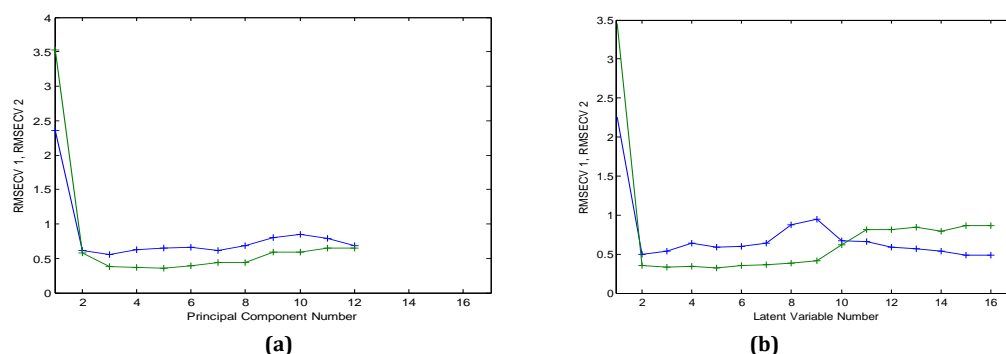 4
3.5
3
2.5
2
1.5
1
0.5
0
2 4 6 8 10 12 14 16
RMSECV 1, RMSECV 2
Principal Component Number
(a)
3.5
3
2.5
2
1.5
1
0.5
0
2 4 6 8 10 12 14 16
RMSECV 1, RMSECV 2
Latent Variable Number
(b)